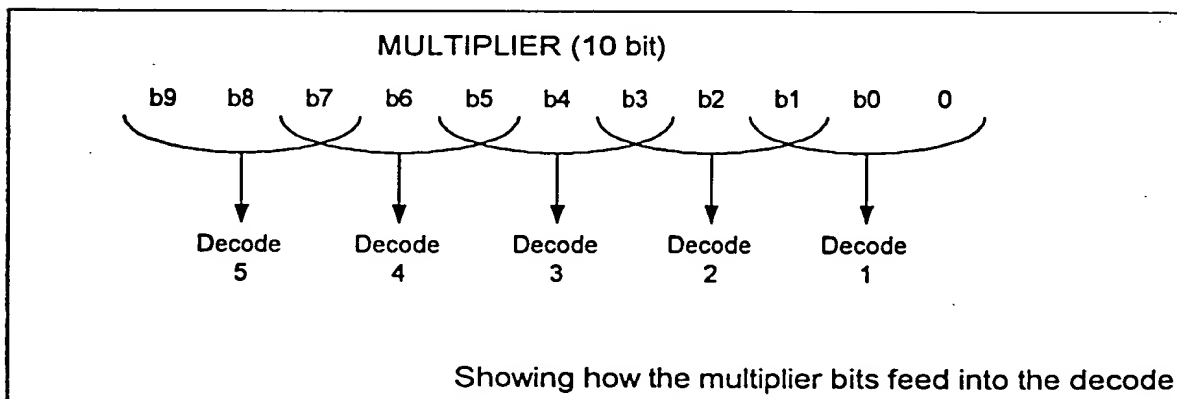 MULTIPLIER (10 bit)
b9 b8 b7 b6 b5 b4 b3 b2 b1 b0 0
Decode Decode Decode Decode Decode
5 4 3 2 1
Showing how the multiplier bits feed into the decode